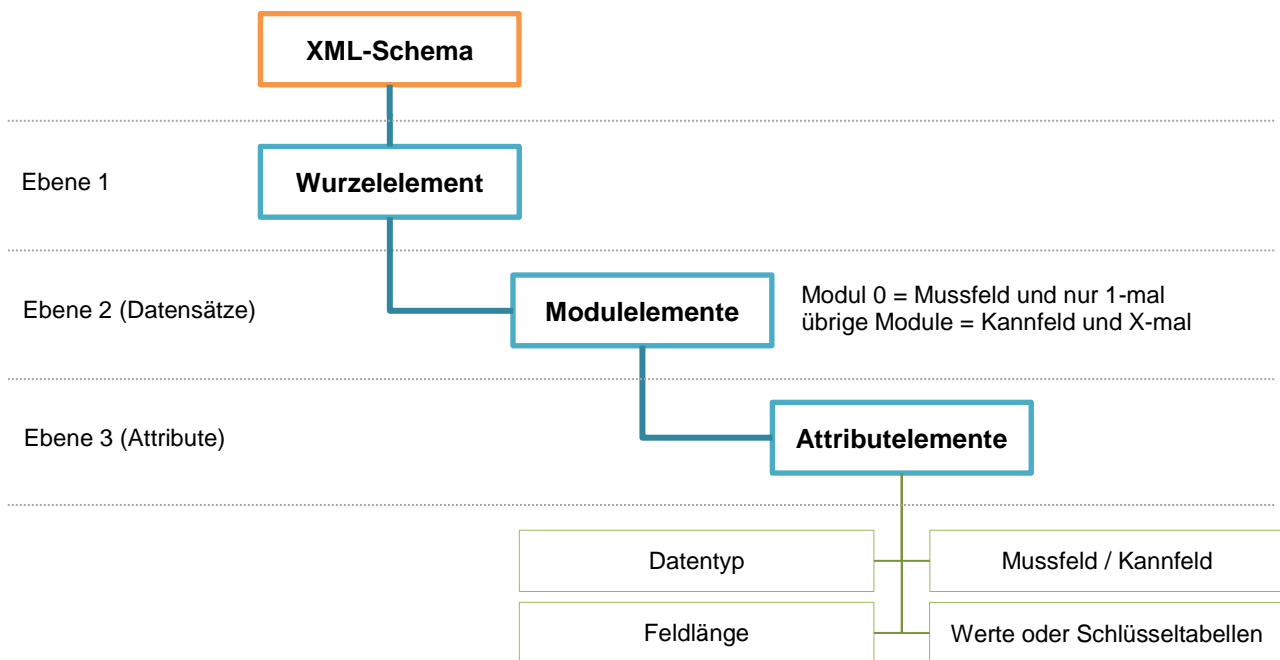 XML-Schema
Ebene 1
Wurzelelement
Ebene 2 (Datensätze)
Modulelemente
Modul 0 = Mussfeld und nur 1-mal
übrige Module = Kannfeld und X-mal
Ebene 3 (Attribute)
Attributelemente
Datentyp
Mussfeld / Kannfeld
Feldlänge
Werte oder Schlüsseltabellen